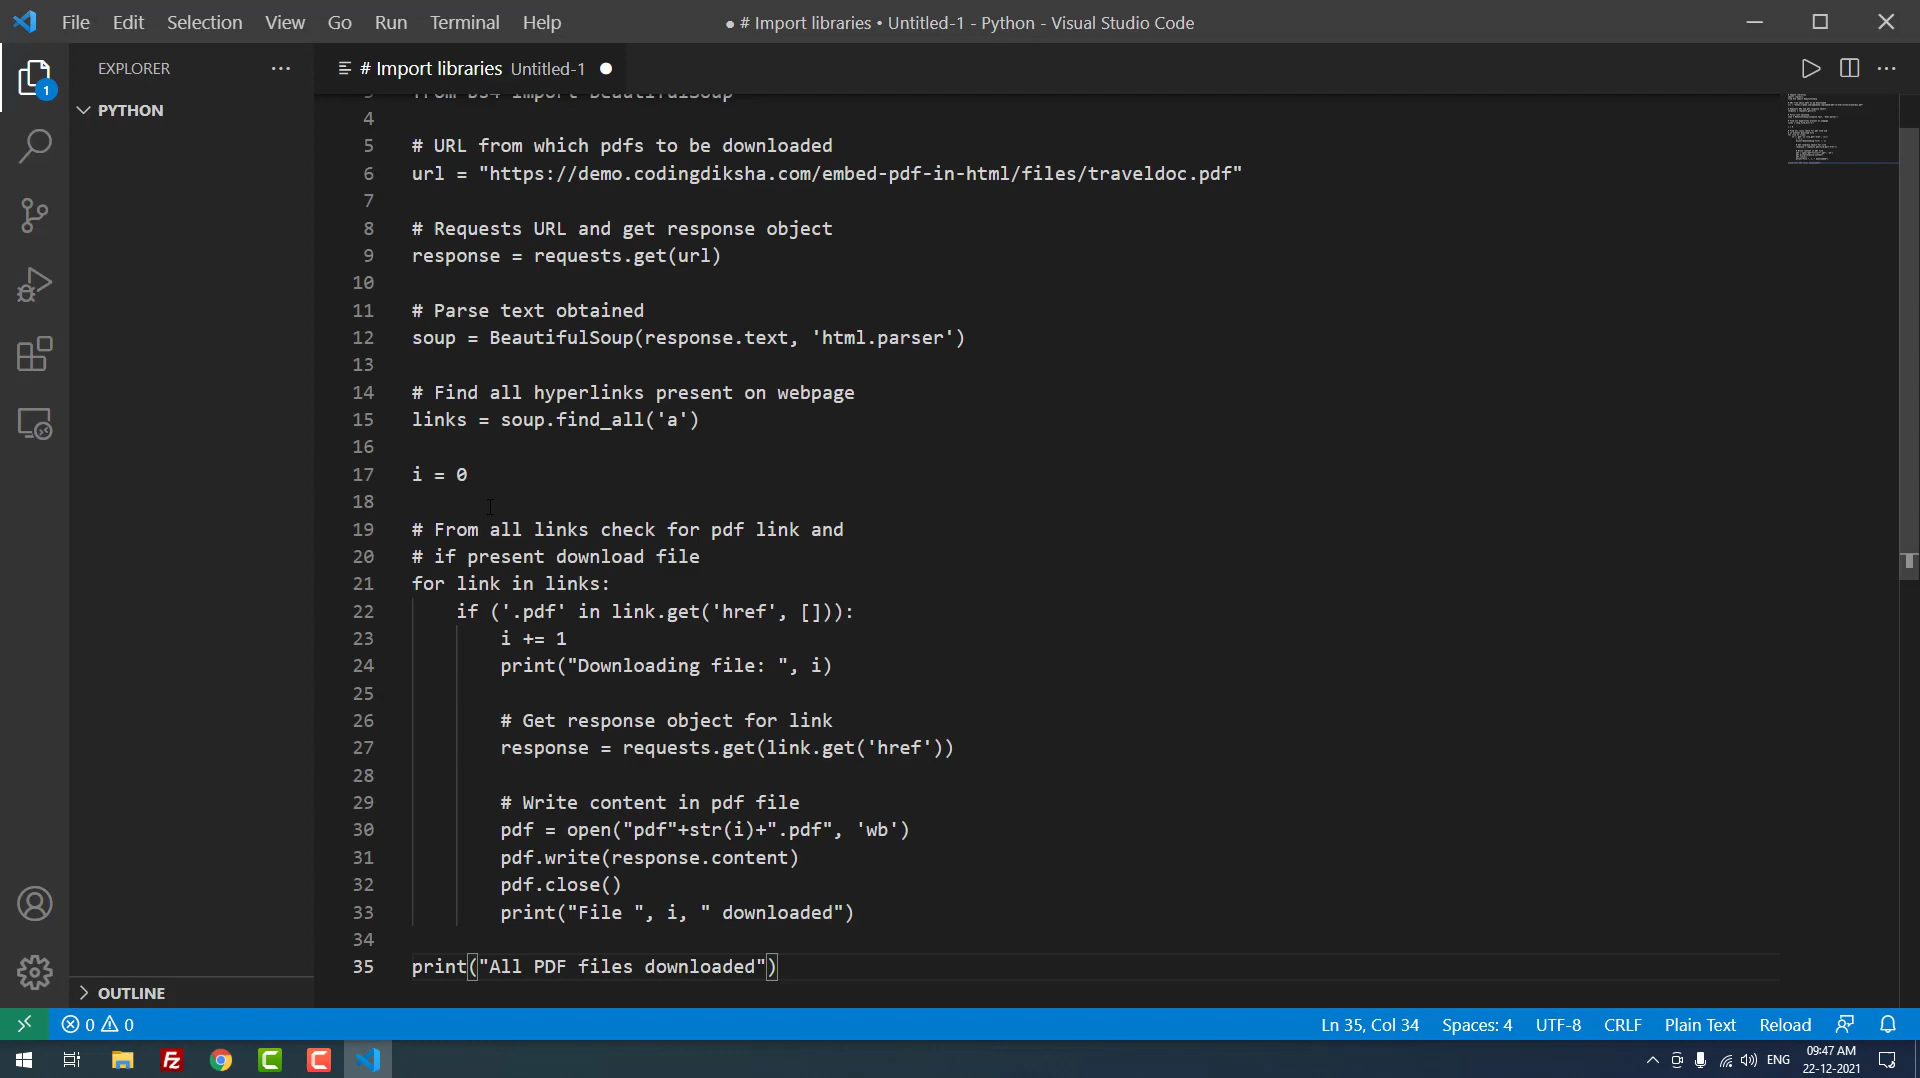 File Edit Selection View Go Run Terminal Help
● # Import libraries • Untitled-1 - Python - Visual Studio Code
EXPLORER
# Import libraries Untitled-1
1
PYTHON
3 from bs4 import BeautifulSoup
4
5 # URL from which pdfs to be downloaded
6 url = "https://demo.codingdiksha.com/embed-pdf-in-html/files/traveldoc.pdf"
7
8 # Requests URL and get response object
9 response = requests.get(url)
10
11 # Parse text obtained
12 soup = BeautifulSoup(response.text, 'html.parser')
13
14 # Find all hyperlinks present on webpage
15 links = soup.find_all('a')
16
17 i = 0
18
19 # From all links check for pdf link and
20 # if present download file
21 for link in links:
22     if ('.pdf' in link.get('href', [])):
23         i += 1
24         print("Downloading file: ", i)
25
26         # Get response object for link
27         response = requests.get(link.get('href'))
28
29         # Write content in pdf file
30         pdf = open("pdf"+str(i)+".pdf", 'wb')
31         pdf.write(response.content)
32         pdf.close()
33         print("File ", i, " downloaded")
34
35 print("All PDF files downloaded")
OUTLINE
0 0 Ln 35, Col 34 Spaces: 4 UTF-8 CRLF Plain Text Reload
Fz C C ENG 09:47 AM
22-12-2021